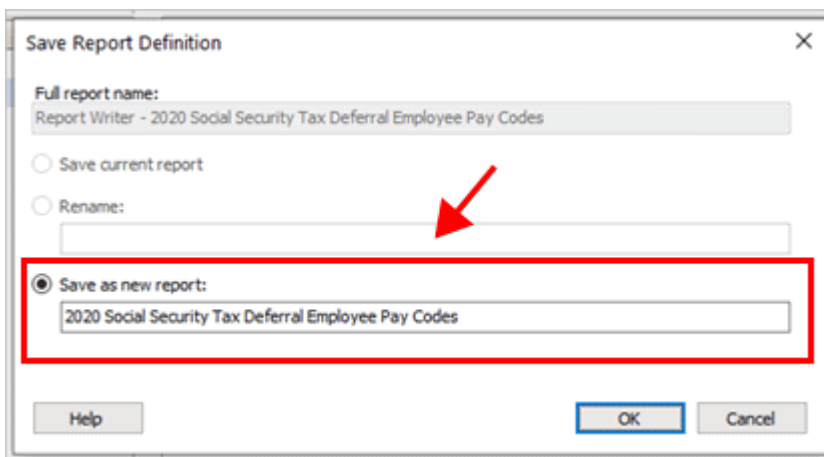 Save Report Definition
Full report name:
Report Writer - 2020 Social Security Tax Deferral Employee Pay Codes
Save current report
Rename:
Save as new report:
2020 Social Security Tax Deferral Employee Pay Codes
Help OK Cancel